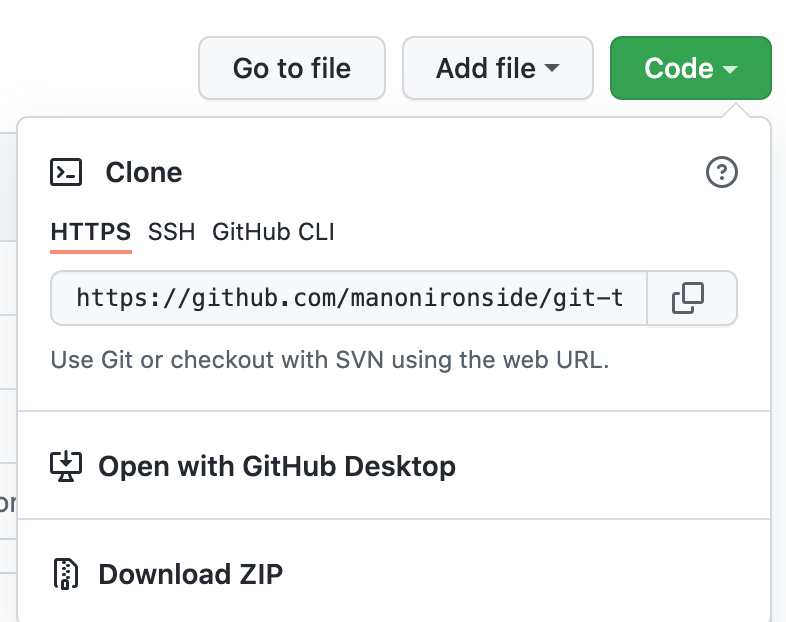 Go to file
Add file
Code
Clone
HTTPS SSH GitHub CLI
https://github.com/manonironside/git-t
Use Git or checkout with SVN using the web URL.
Open with GitHub Desktop
Download ZIP